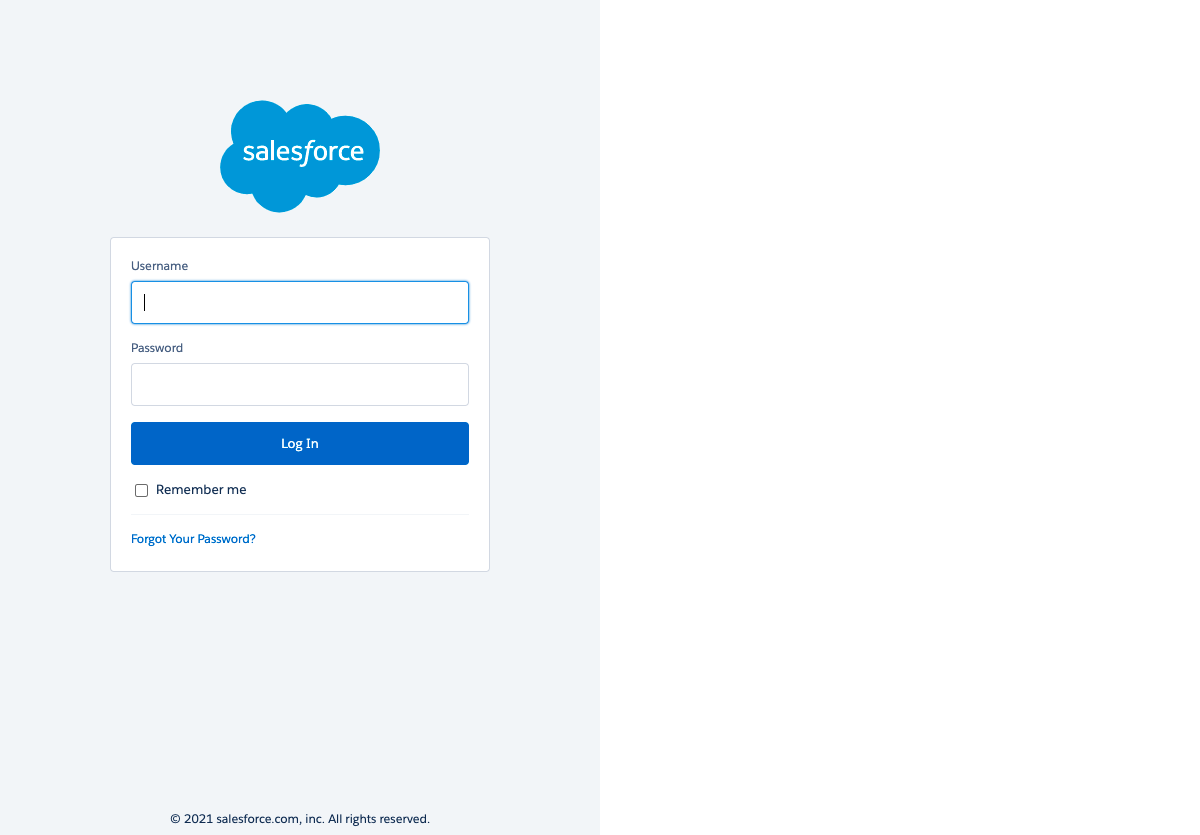 salesforce
Username
Password
Log In
Remember me
Forgot Your Password?
© 2021 salesforce.com, inc. All rights reserved.